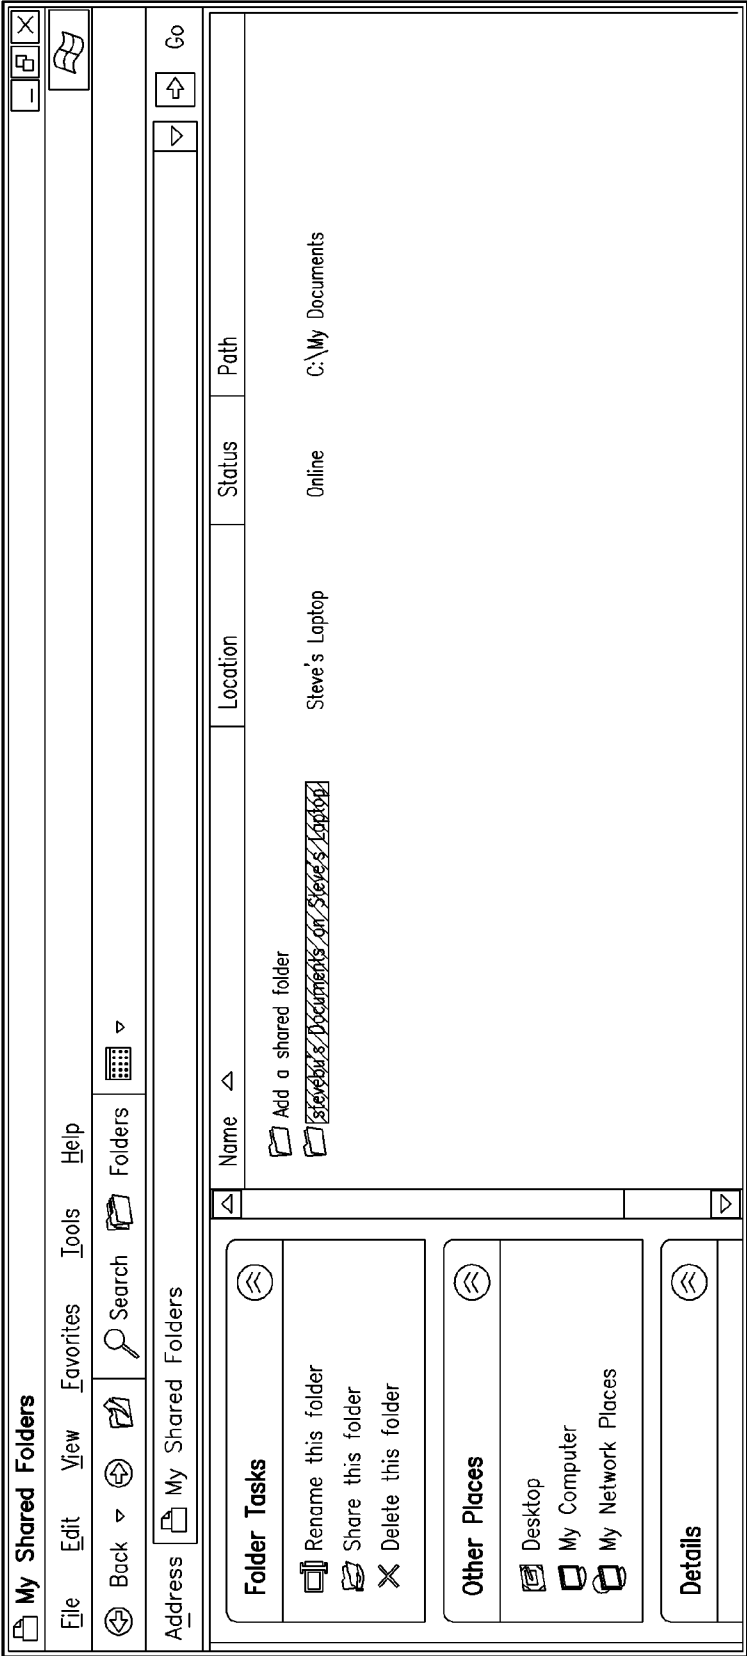 My Shared Folders
File Edit View Favorites Tools Help
Back Search Folders
Address My Shared Folders Go
Folder Tasks
Rename this folder
Share this folder
Delete this folder
Other Places
Desktop
My Computer
My Network Places
Details
Name Location Status Path
Add a shared folder
stevebu's Documents on Steve's Laptop Steve's Laptop Online C:\My Documents